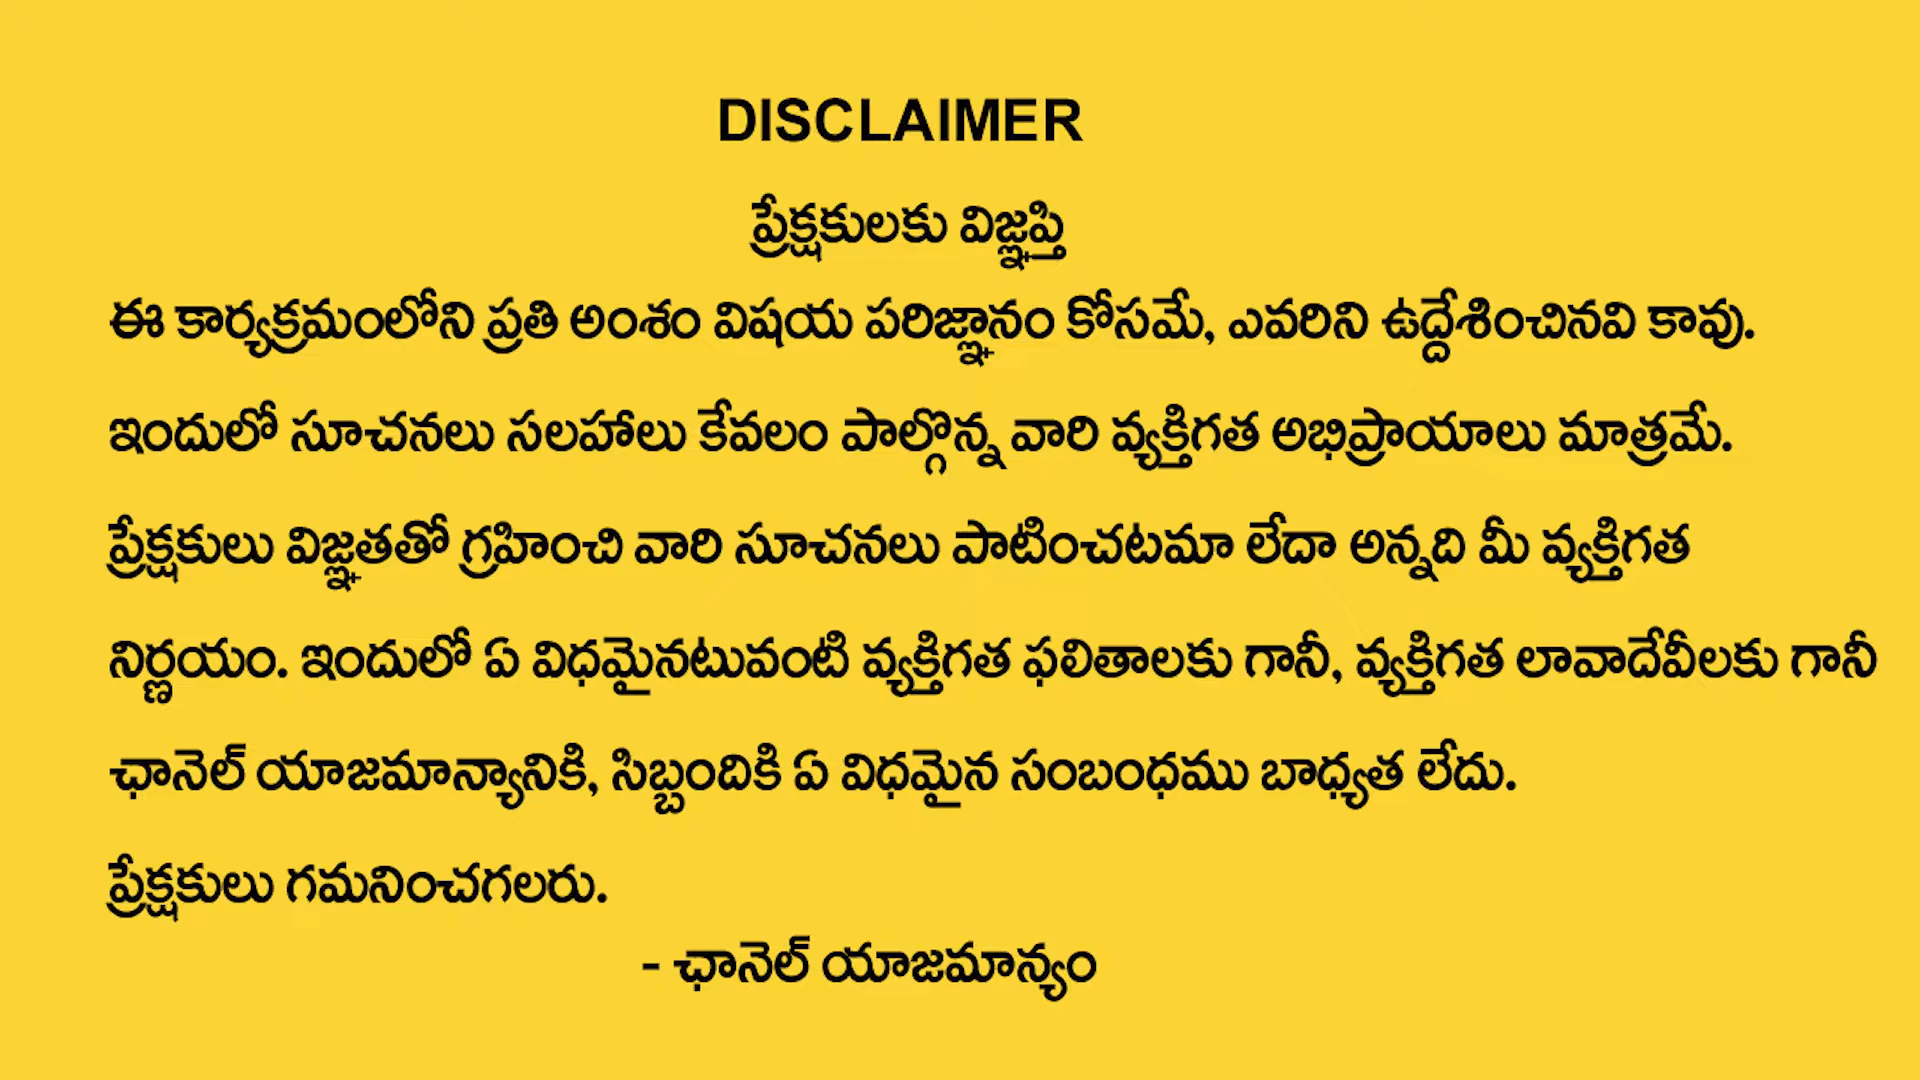 DISCLAIMER
ప్రేక్షకులకు విజ్ఞప్తి
ఈ కార్యక్రమంలోని ప్రతి అంశం విషయ పరిజ్ఞానం కోసమే, ఎవరిని ఉద్దేశించినవి కావు.
ఇందులో సూచనలు సలహాలు కేవలం పాల్గొన్న వారి వ్యక్తిగత అభిప్రాయాలు మాత్రమే.
ప్రేక్షకులు విజ్ఞతతో గ్రహించి వారి సూచనలు పాటించటమా లేదా అన్నది మీ వ్యక్తిగత
నిర్ణయం. ఇందులో ఏ విధమైనటువంటి వ్యక్తిగత ఫలితాలకు గానీ, వ్యక్తిగత లావాదేవీలకు గానీ
ఛానెల్ యాజమాన్యానికి, సిబ్బందికి ఏ విధమైన సంబంధము బాధ్యత లేదు.
ప్రేక్షకులు గమనించగలరు.
- ఛానెల్ యాజమాన్యం